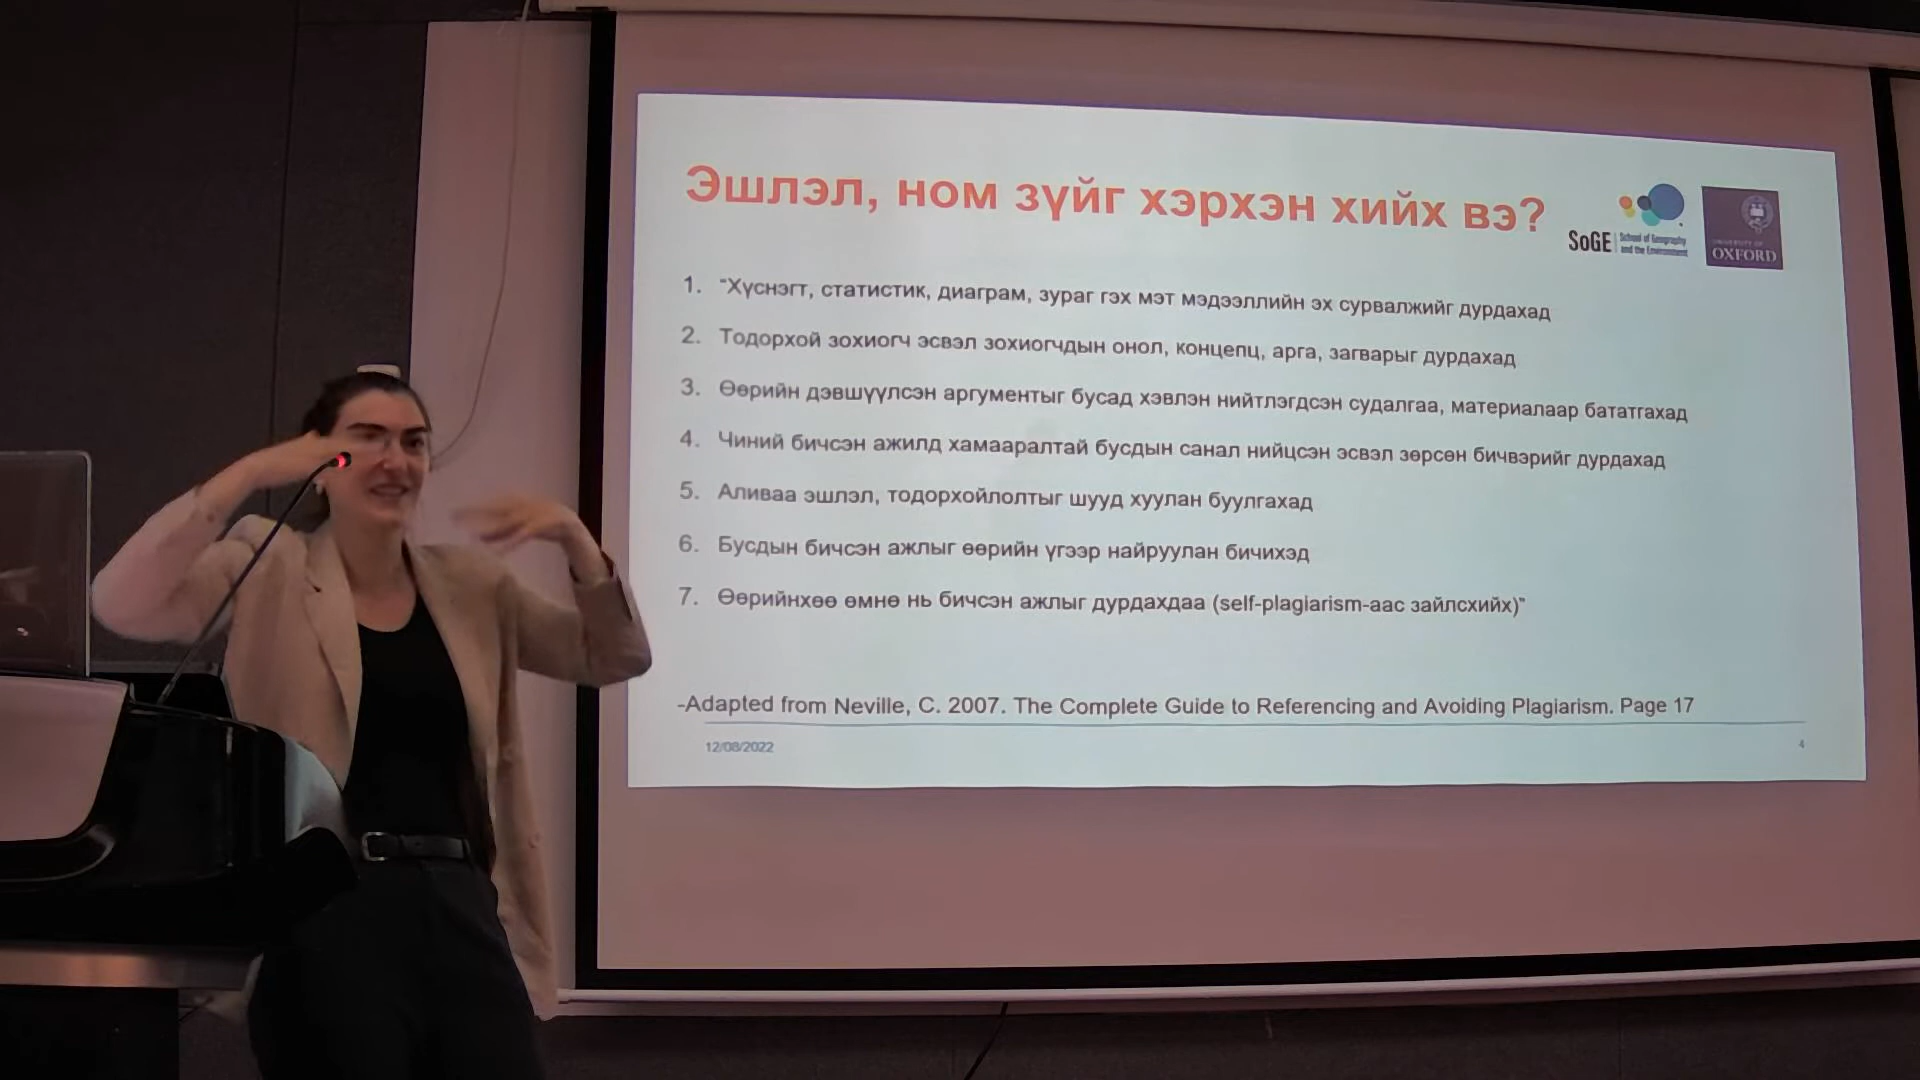 Эшлэл, ном зүйг хэрхэн хийх вэ?
SoGE School of Geography
and the Environment
UNIVERSITY OF
OXFORD
1. "Хүснэгт, статистик, диаграм, зураг гэх мэт мэдээллийн эх сурвалжийг дурдахад
2. Тодорхой зохиогч эсвэл зохиогчдын онол, концепц, арга, загварыг дурдахад
3. Өөрийн дэвшүүлсэн аргументыг бусад хэвлэн нийтлэгдсэн судалгаа, материалаар бататгахад
4. Чиний бичсэн ажилд хамааралтай бусдын санал нийцсэн эсвэл зөрсөн бичвэрийг дурдахад
5. Аливаа эшлэл, тодорхойлолтыг шууд хуулан буулгахад
6. Бусдын бичсэн ажлыг өөрийн үгээр найруулан бичихэд
7. Өөрийнхөө өмнө нь бичсэн ажлыг дурдахдаа (self-plagiarism-аас зайлсхийх)"
-Adapted from Neville, C. 2007. The Complete Guide to Referencing and Avoiding Plagiarism. Page 17
12/08/2022
4